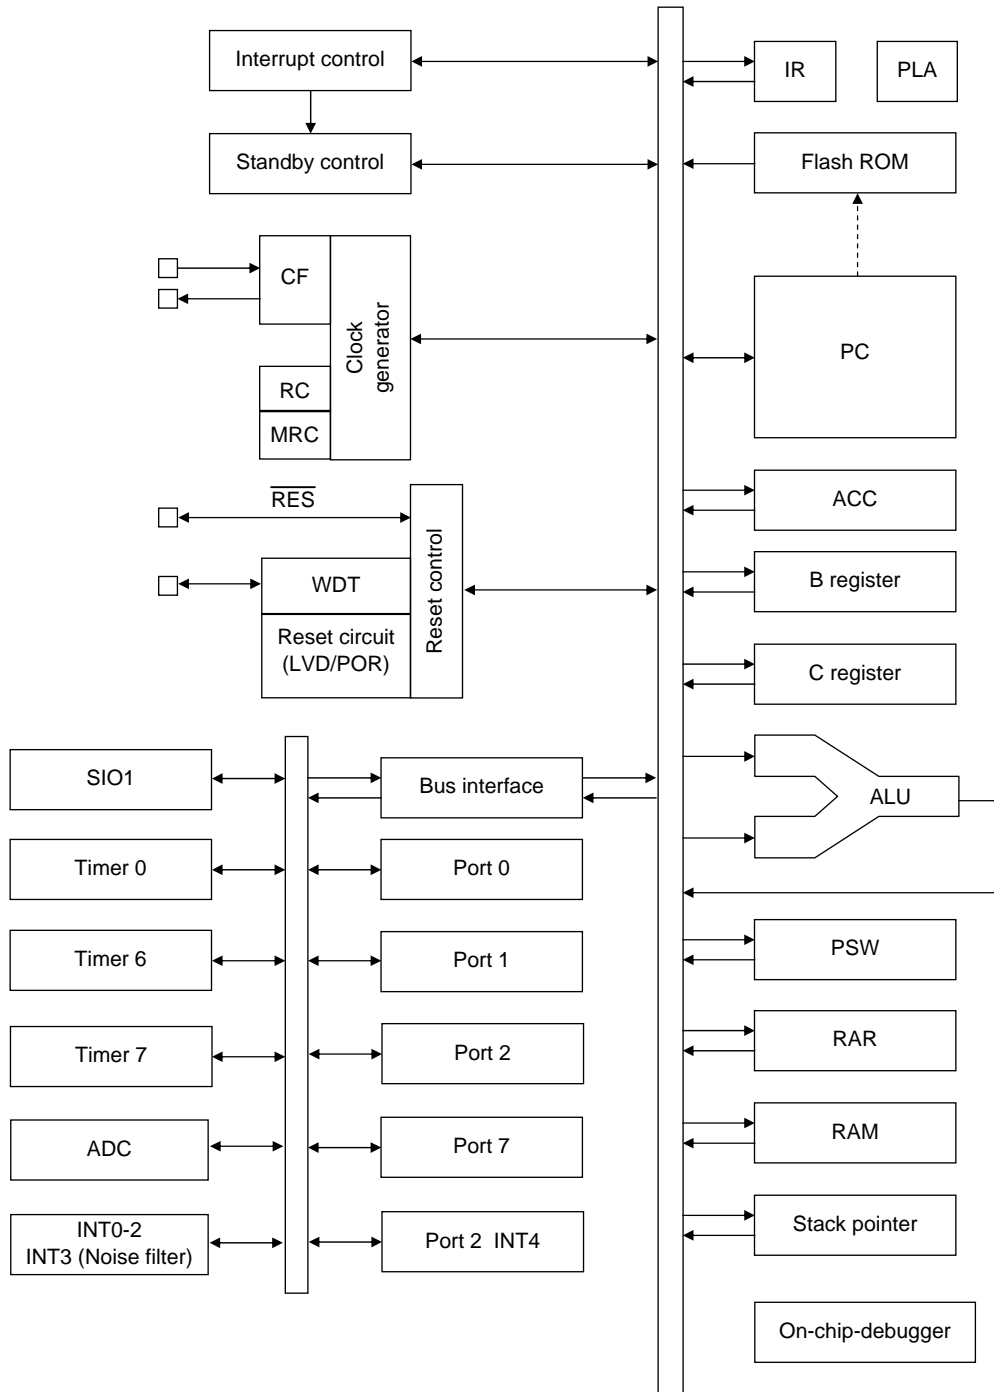 Interrupt control
IR
PLA
Standby control
Flash ROM
CF
Clock
generator
PC
RC
MRC
RES
ACC
Reset control
WDT
B register
Reset circuit
(LVD/POR)
C register
SIO1
Bus interface
ALU
Timer 0
Port 0
Timer 6
Port 1
PSW
Timer 7
Port 2
RAR
ADC
Port 7
RAM
INT0-2
INT3 (Noise filter)
Port 2 INT4
Stack pointer
On-chip-debugger